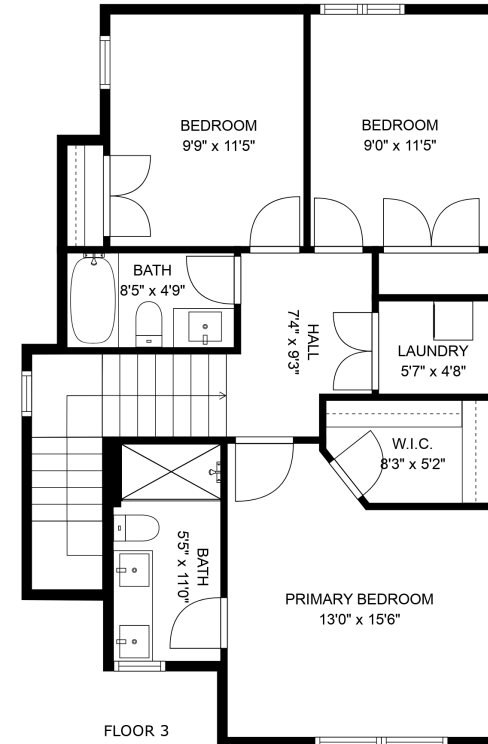 BEDROOM
9'9" x 11'5"
BEDROOM
9'0" x 11'5"
BATH
8'5" x 4'9"
HALL
7'4" x 9'3"
LAUNDRY
5'7" x 4'8"
W.I.C.
8'3" x 5'2"
BATH
5'5" x 11'0"
PRIMARY BEDROOM
13'0" x 15'6"
FLOOR 3